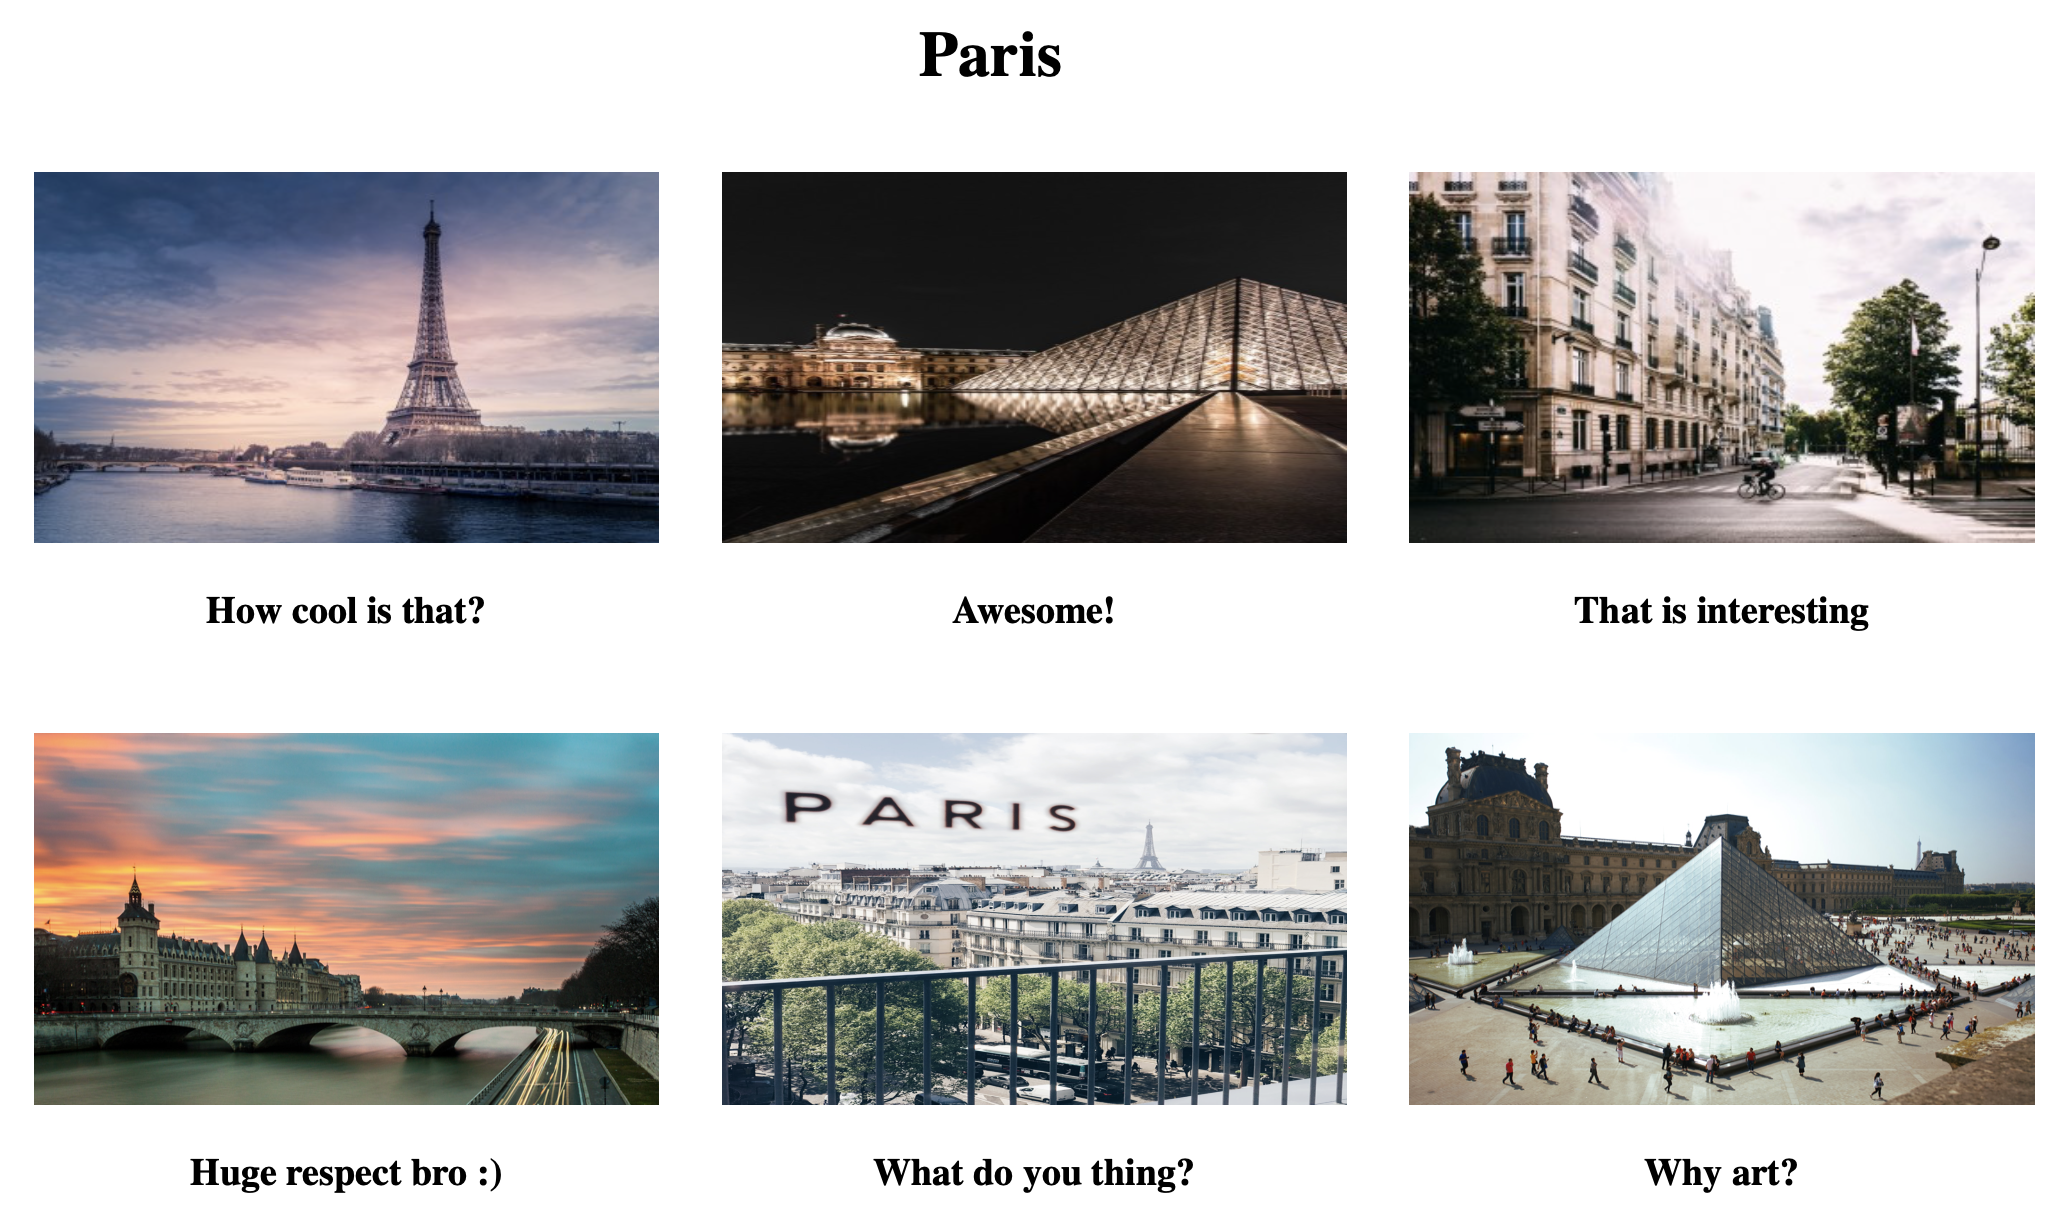 Paris
How cool is that?
Awesome!
That is interesting
PARIS
Huge respect bro :)
What do you thing?
Why art?